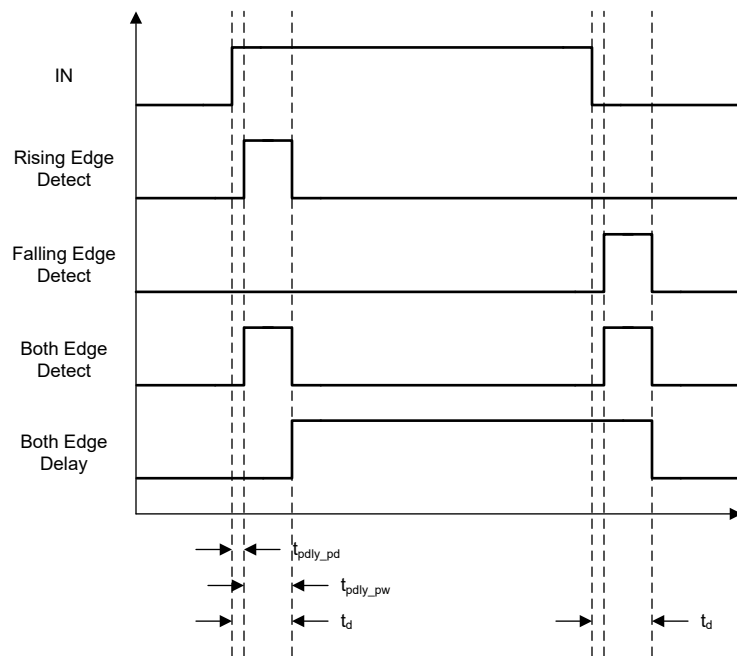 IN
Rising Edge
Detect
Falling Edge
Detect
Both Edge
Detect
Both Edge
Delay
tpdly_pd
tpdly_pw
td td